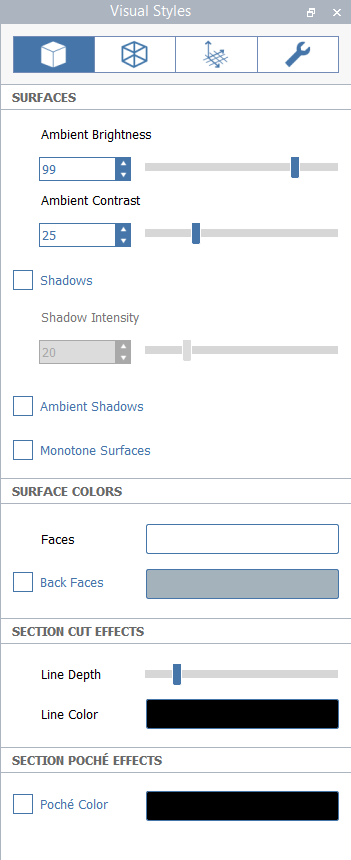 Visual Styles
SURFACES
Ambient Brightness
99
Ambient Contrast
25
Shadows
Shadow Intensity
20
Ambient Shadows
Monotone Surfaces
SURFACE COLORS
Faces
Back Faces
SECTION CUT EFFECTS
Line Depth
Line Color
SECTION POCHÉ EFFECTS
Poché Color